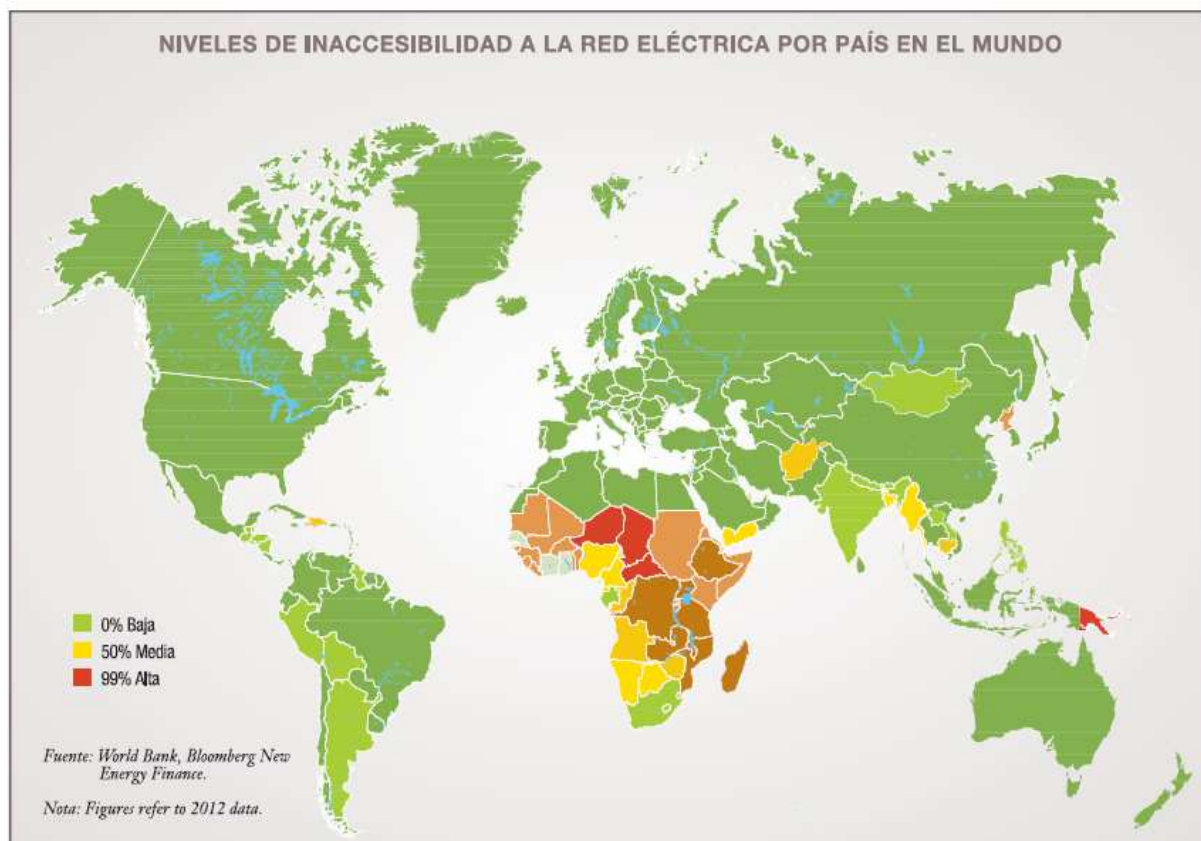 NIVELES DE INACCESIBILIDAD A LA RED ELÉCTRICA POR PAÍS EN EL MUNDO
0% Baja
50% Media
99% Alta
Fuente: World Bank, Bloomberg New
Energy Finance.
Nota: Figures refer to 2012 data.